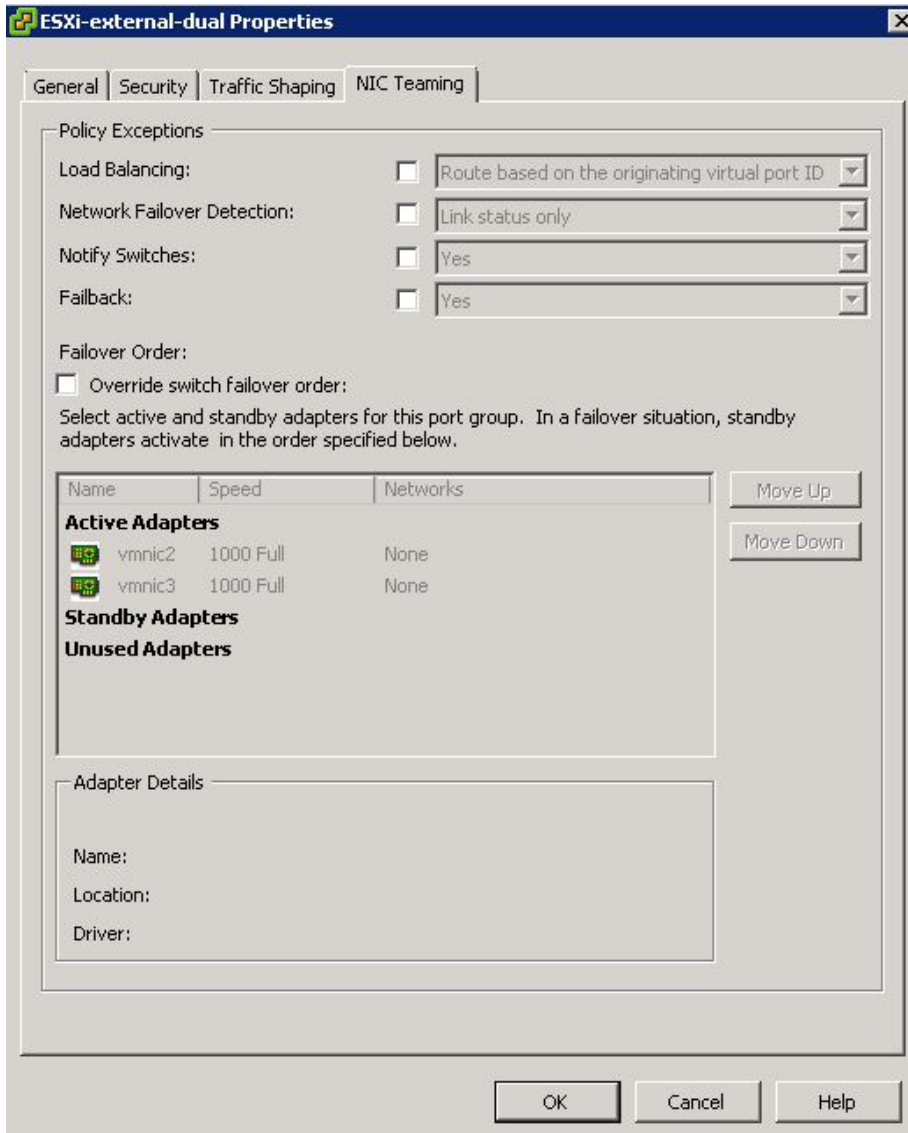 ESXi-external-dual Properties
General Security Traffic Shaping NIC Teaming
Policy Exceptions
Load Balancing: Route based on the originating virtual port ID
Network Failover Detection: Link status only
Notify Switches: Yes
Failback: Yes
Failover Order:
Override switch failover order:
Select active and standby adapters for this port group. In a failover situation, standby
adapters activate in the order specified below.
Name Speed Networks Move Up
Active Adapters
vmnic2 1000 Full None Move Down
vmnic3 1000 Full None
Standby Adapters
Unused Adapters
Adapter Details
Name:
Location:
Driver:
OK Cancel Help